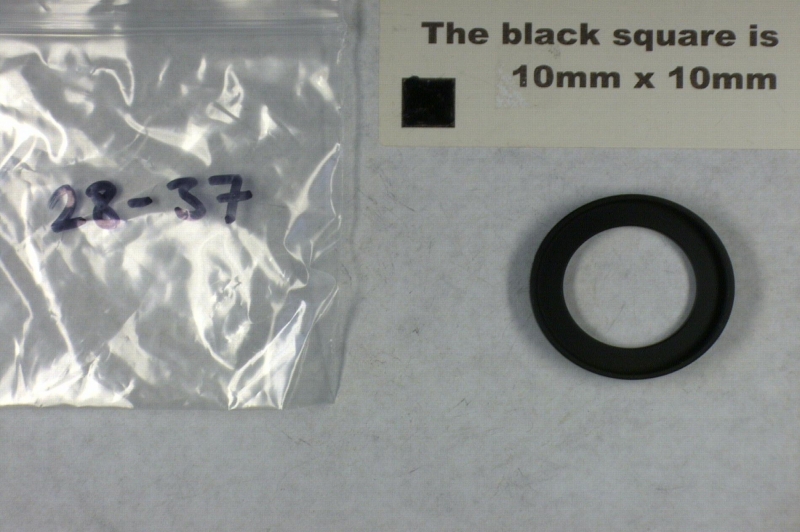 The black square is
10mm x 10mm
28-37